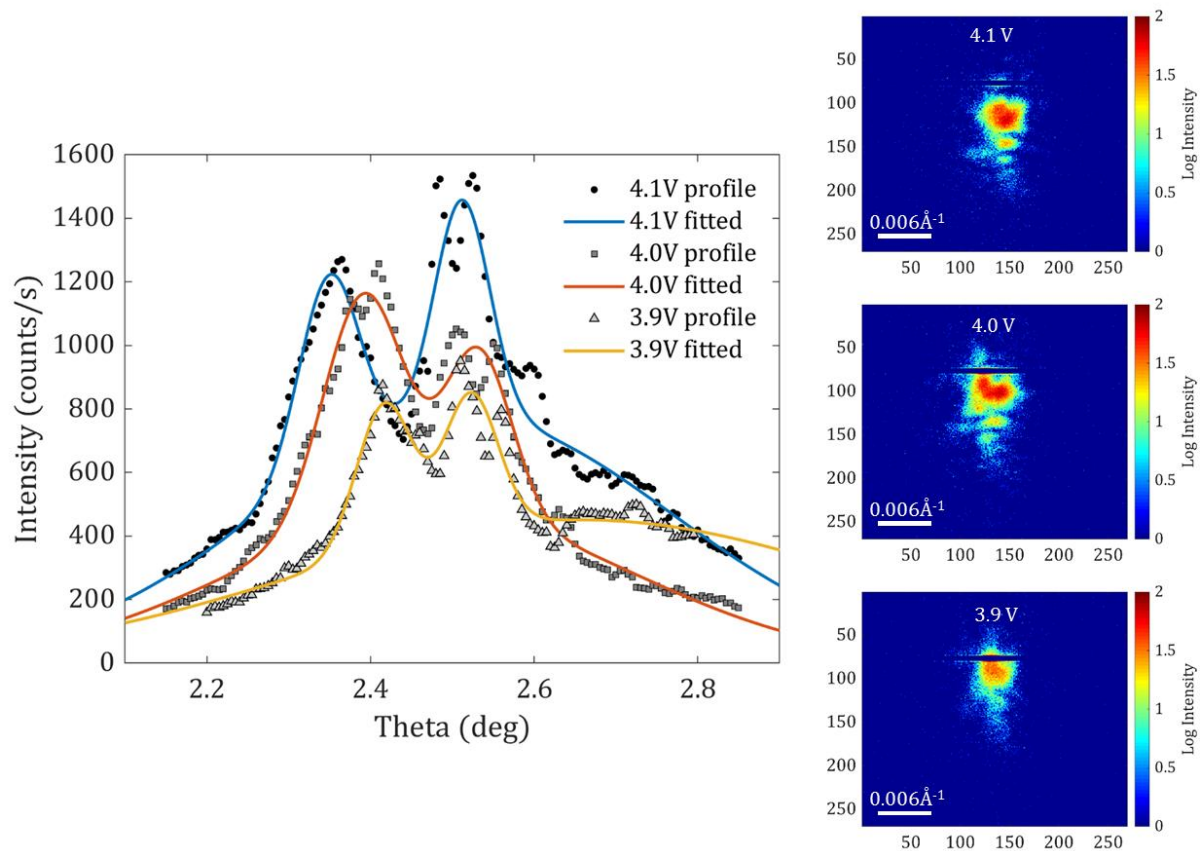 1600
1400
1200
1000
800
600
400
200
0
2.2 2.4 2.6 2.8
Theta (deg)
Intensity (counts/s)
4.1V profile
4.1V fitted
4.0V profile
4.0V fitted
3.9V profile
3.9V fitted
4.1 V
50
100
150
200
250
0.006Å⁻¹
50 100 150 200 250
2
1.5
1
0.5
0
Log Intensity
4.0 V
50
100
150
200
250
0.006Å⁻¹
50 100 150 200 250
2
1.5
1
0.5
0
Log Intensity
3.9 V
50
100
150
200
250
0.006Å⁻¹
50 100 150 200 250
2
1.5
1
0.5
0
Log Intensity